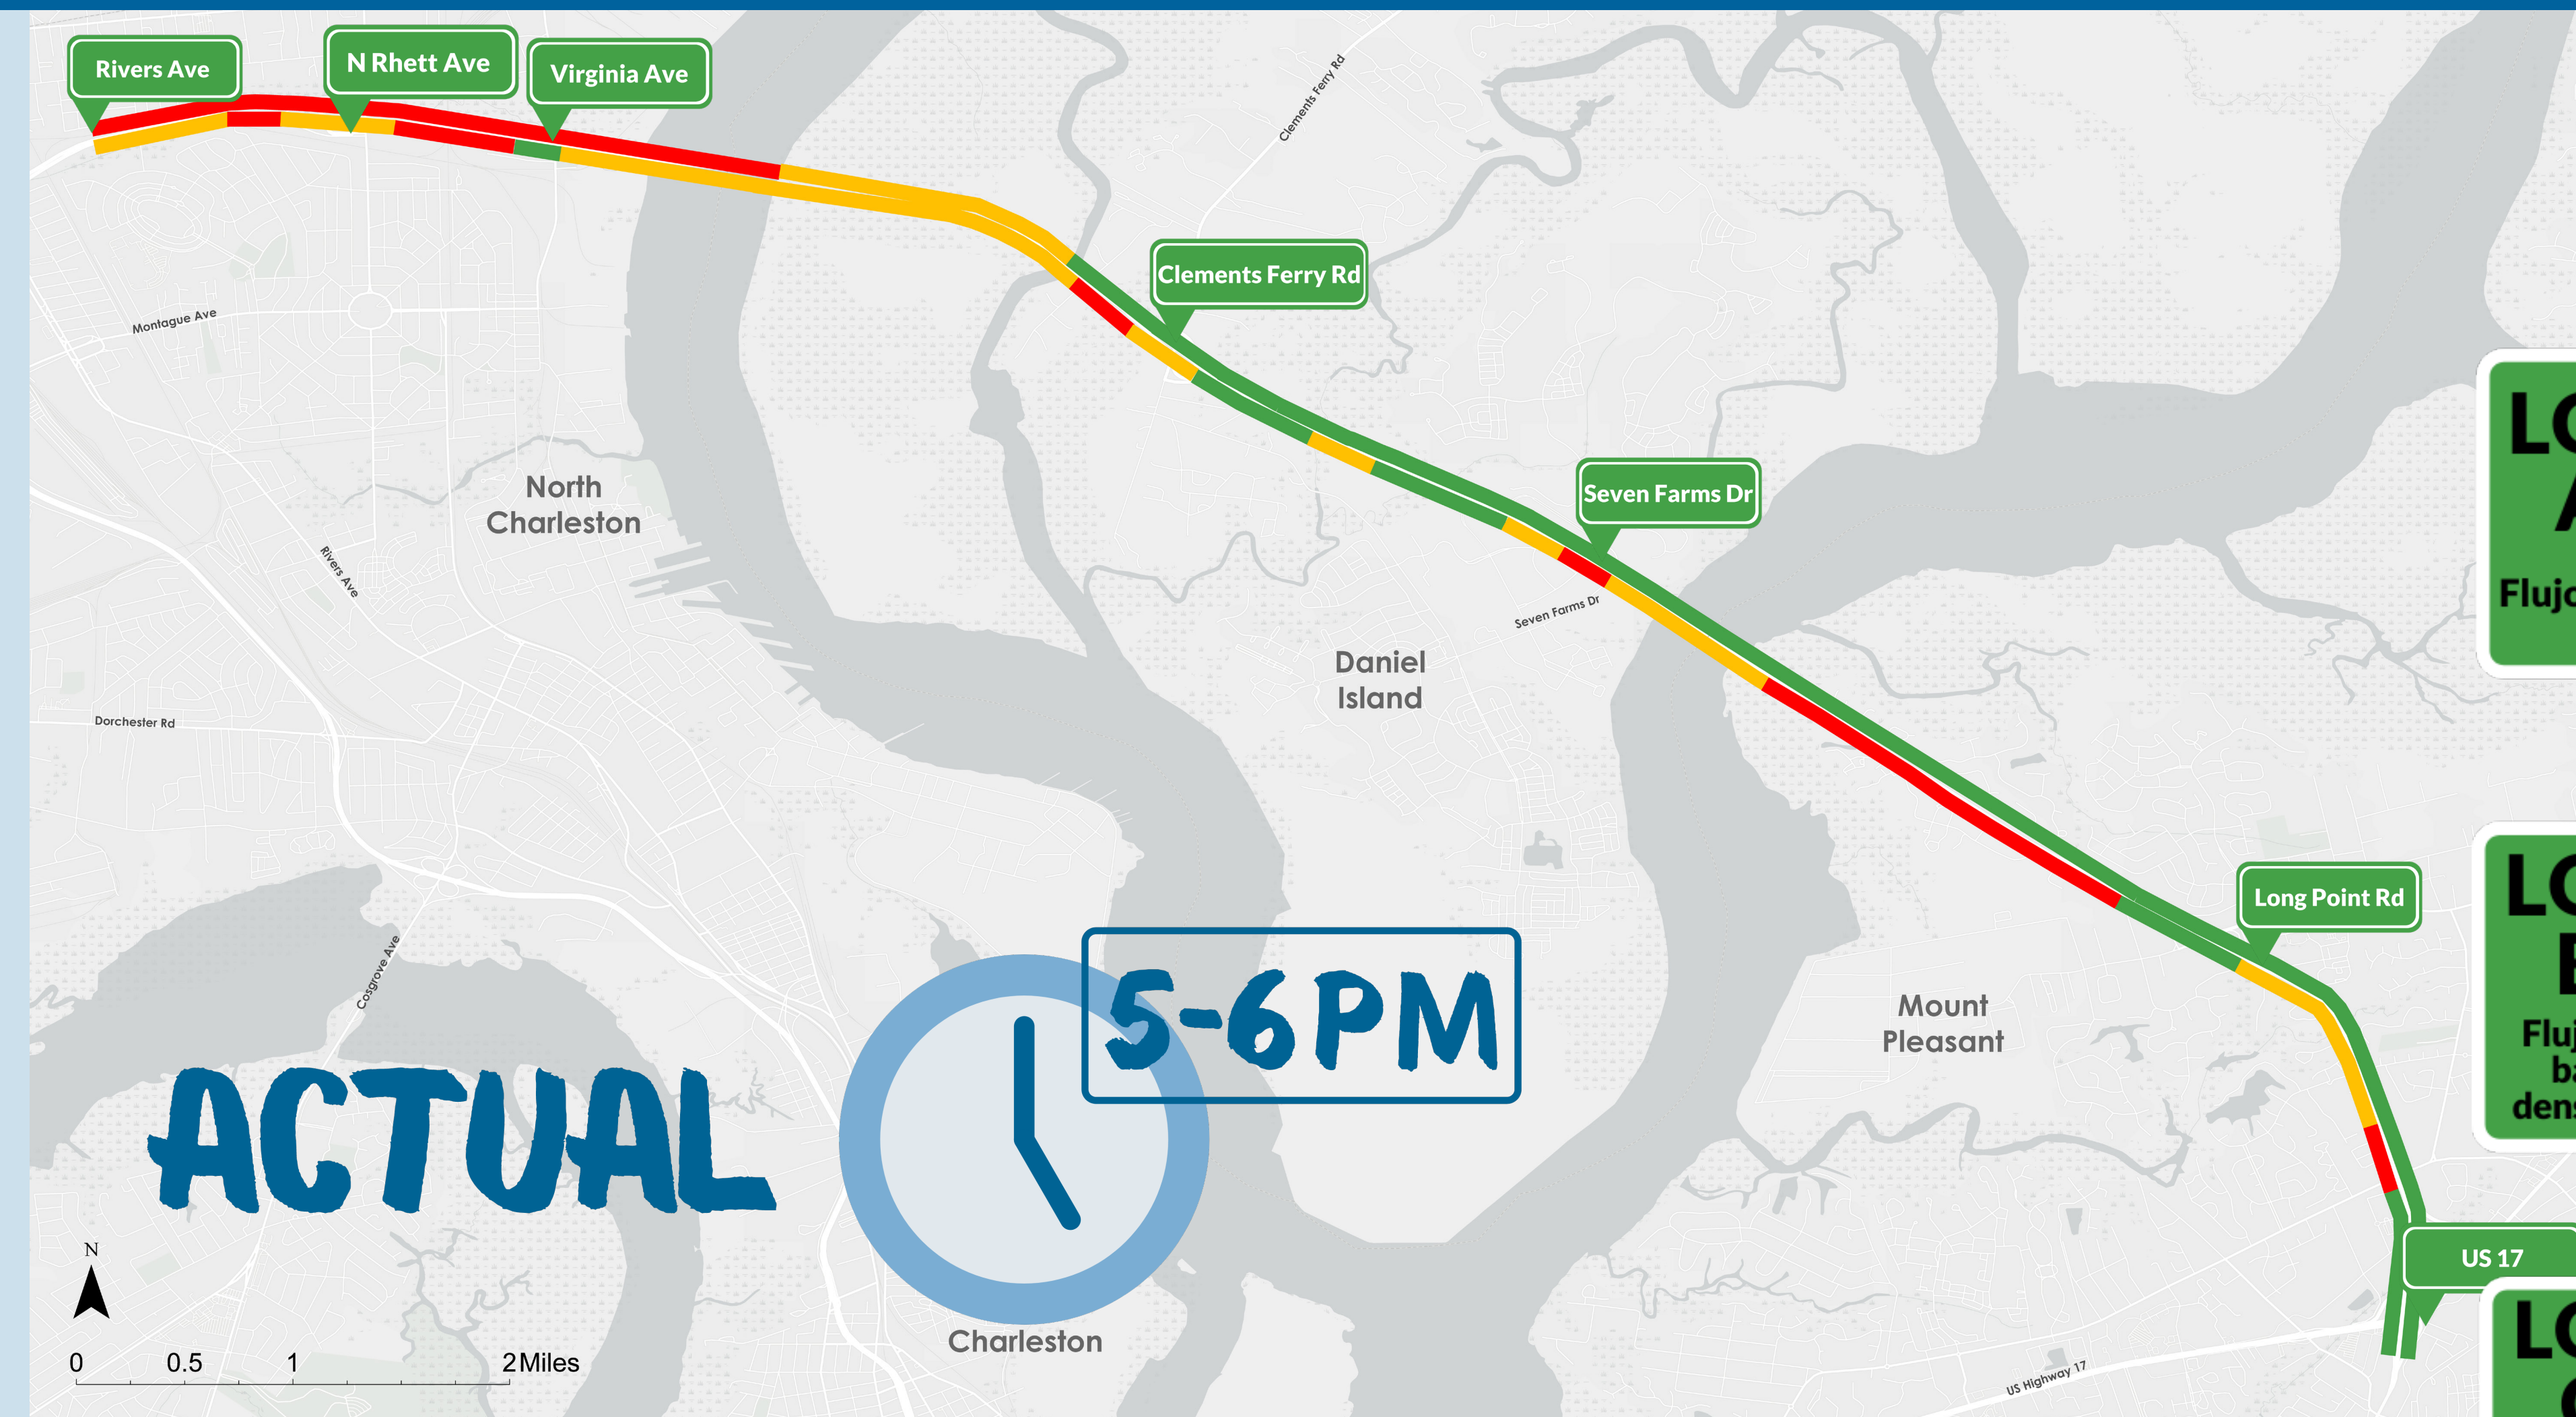 Rivers Ave
N Rhett Ave
Virginia Ave
Clements Ferry Rd
Clements Ferry Rd
Montague Ave
North
Charleston
Seven Farms Dr
Rivers Ave
Seven Farms Dr
Daniel
Island
Dorchester Rd
Long Point Rd
Cosgrove Ave
5-6PM
Mount
Pleasant
ACTUAL
N
US 17
Charleston
0 0.5 1 2 Miles
US Highway 17